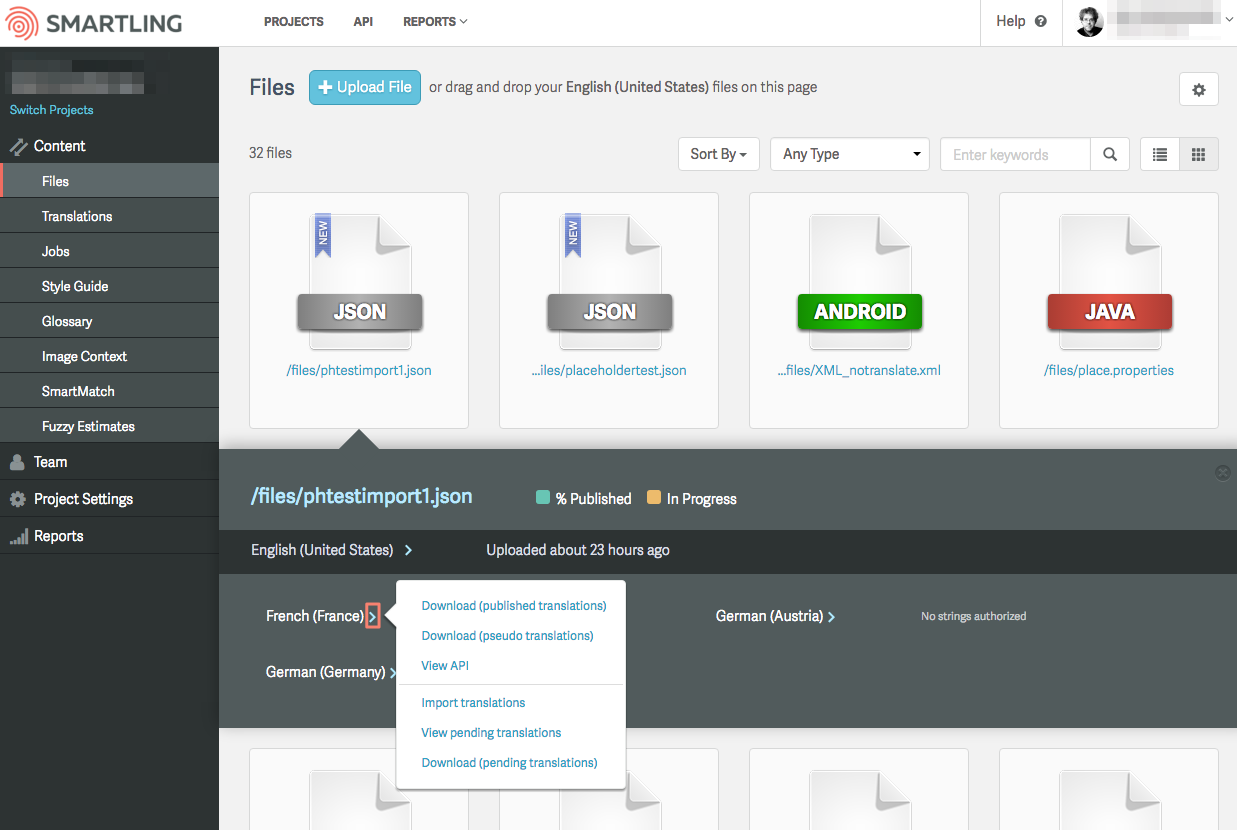 SMARTLING
PROJECTS
API
REPORTS
Help
Switch Projects
Content
Files
Translations
Jobs
Style Guide
Glossary
Image Context
SmartMatch
Fuzzy Estimates
Team
Project Settings
Reports
Files
Upload File
or drag and drop your English (United States) files on this page
32 files
Sort By
Any Type
Enter keywords
NEW
JSON
/files/phtestimport1.json
NEW
JSON
...iles/placeholdertest.json
ANDROID
...files/XML_notranslate.xml
JAVA
/files/place.properties
/files/phtestimport1.json
% Published
In Progress
English (United States)
Uploaded about 23 hours ago
French (France)
Download (published translations)
Download (pseudo translations)
View API
Import translations
View pending translations
Download (pending translations)
German (Austria)
No strings authorized
German (Germany)